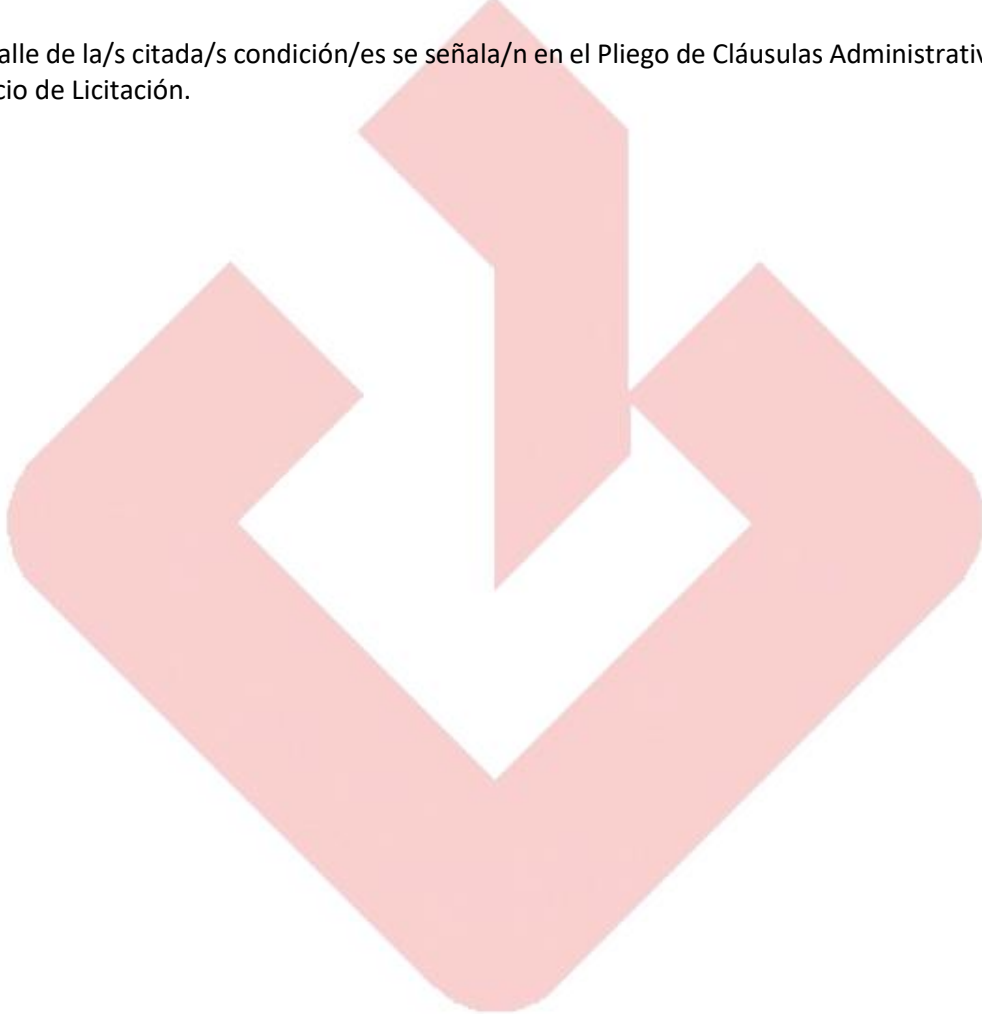 alle de la/s citada/s condición/es se señala/n en el Pliego de Cláusulas Administrativ
cio de Licitación.